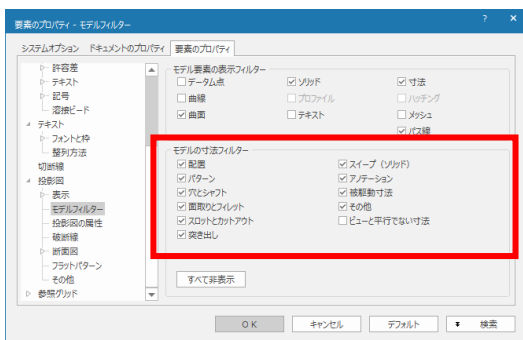 要素のプロパティ - モデルフィルター
? ×
システムオプション ドキュメントのプロパティ 要素のプロパティ
許容差
テキスト
記号
溶接ビード
テキスト
フォントと枠
整列方法
切断線
投影図
表示
モデルフィルター
投影図の属性
破断線
断面図
フラットパターン
その他
参照グリッド
モデル要素の表示フィルター
データム点 ソリッド 寸法
曲線 プロファイル ハッチング
曲面 テキスト メッシュ
パス線
モデルの寸法フィルター
配置 スイープ (ソリッド)
パターン アノテーション
穴とシャフト 被駆動寸法
面取りとフィレット その他
スロットとカットアウト ビューと平行でない寸法
突き出し
すべて非表示
OK キャンセル デフォルト 検索